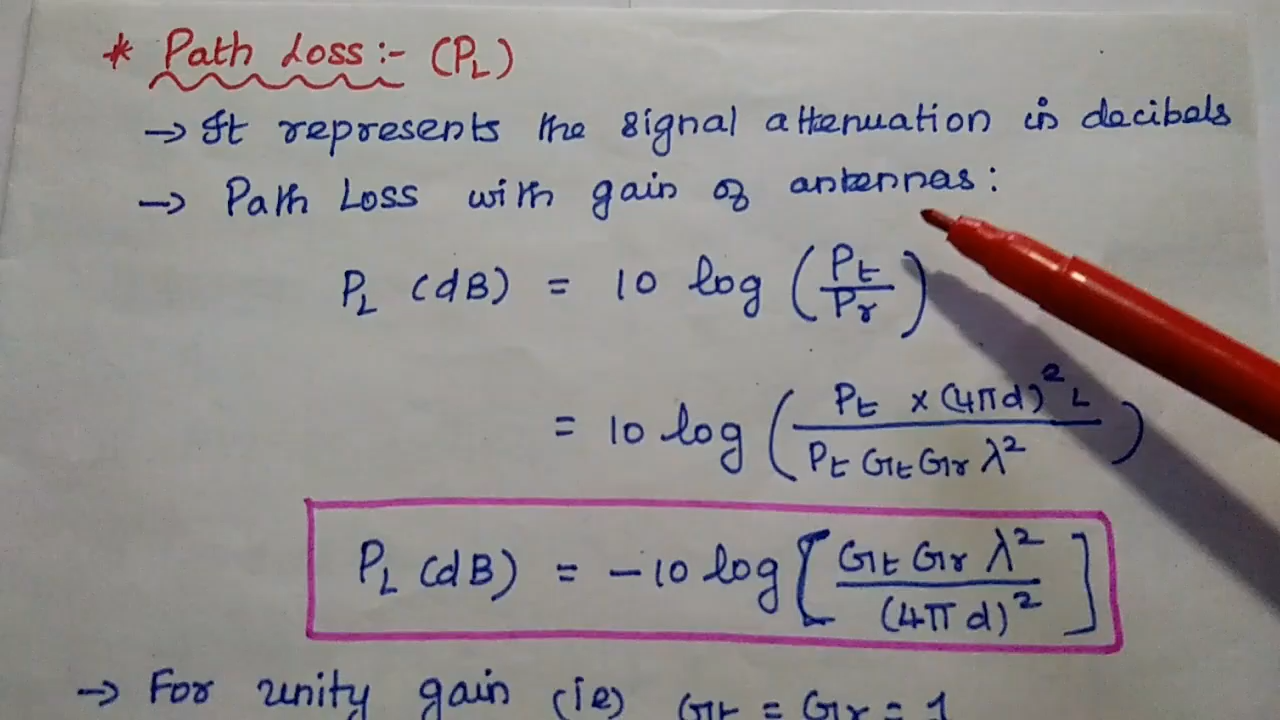 * Path Loss :- (PL)
→ It represents the signal attenuation in decibels
→ Path Loss with gain of antennas :
PL (dB) = 10 log (Pt / Pr)
= 10 log (Pt × (4πd)² L / Pt Gt Gr λ²)
PL (dB) = −10 log [Gt Gr λ² / (4πd)²]
→ For unity gain (ie) Gt = Gr = 1